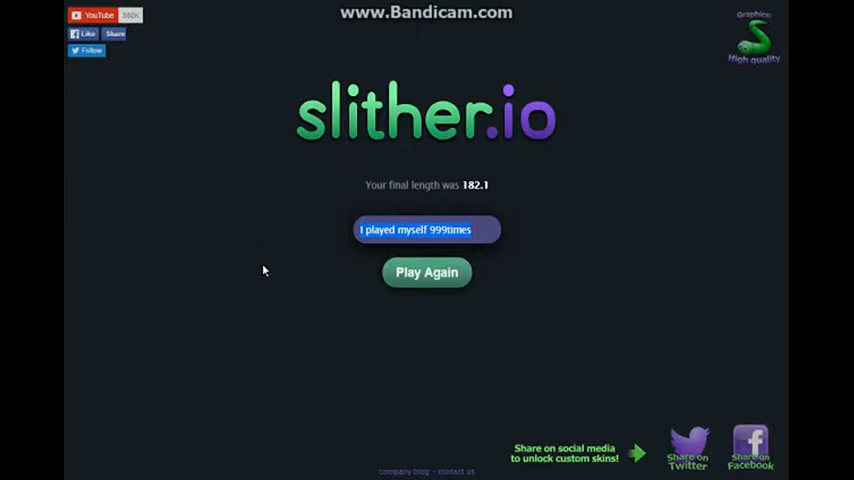 www.Bandicam.com
YouTube 360K
Like Share
Follow
Graphics:
High quality
slither.io
Your final length was 182.1
I played myself 999times
Play Again
Share on social media
to unlock custom skins!
Share on
Twitter
Share on
Facebook
company blog - contact us